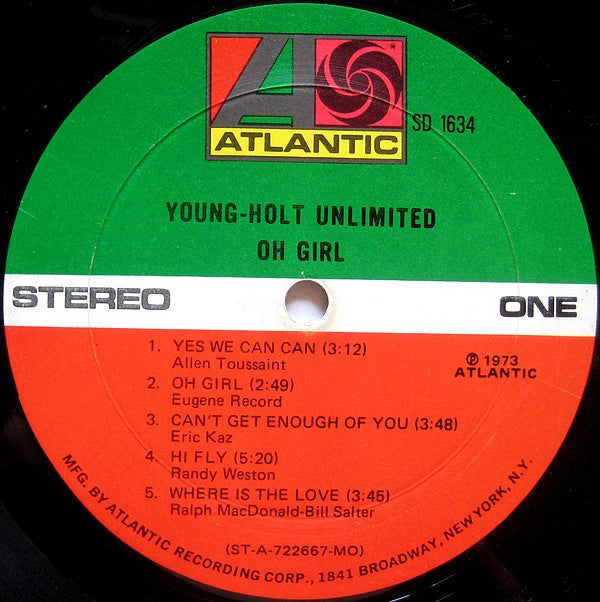 ATLANTIC
SD 1634
YOUNG-HOLT UNLIMITED
OH GIRL
STEREO
ONE
1. YES WE CAN CAN (3:12)
Allen Toussaint
2. OH GIRL (2:49)
Eugene Record
3. CAN'T GET ENOUGH OF YOU (3:48)
Eric Kaz
4. HI FLY (5:20)
Randy Weston
5. WHERE IS THE LOVE (3:45)
Ralph MacDonald-Bill Salter
℗ 1973
ATLANTIC
(ST-A-722667-MO)
MFG. BY ATLANTIC RECORDING CORP., 1841 BROADWAY, NEW YORK, N.Y.